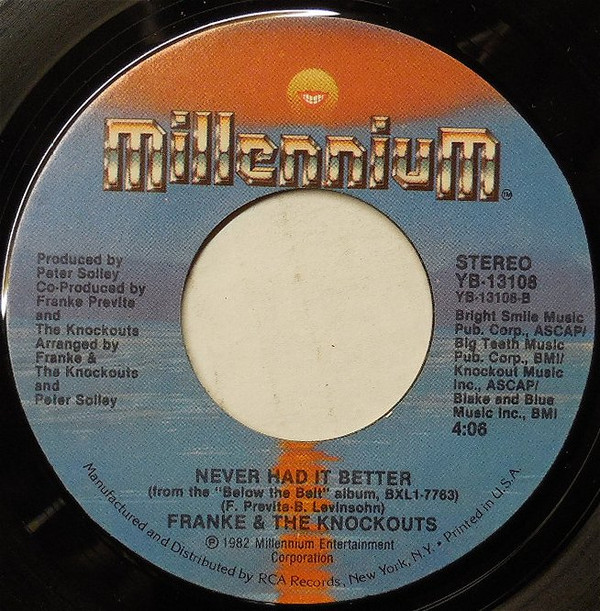 millennium
TM
Produced by
Peter Solley
Co-Produced by
Franke Previte
and
The Knockouts
Arranged by
Franke &
The Knockouts
and
Peter Solley
STEREO
YB-13108
YB-13108-B
Bright Smile Music
Pub. Corp., ASCAP/
Big Teeth Music
Pub. Corp., BMI/
Knockout Music
Inc., ASCAP/
Blake and Blue
Music Inc., BMI
4:06
NEVER HAD IT BETTER
(from the "Below the Belt" album, BXL1-7763)
(F. Previte-B. Levinsohn)
FRANKE & THE KNOCKOUTS
℗ 1982 Millennium Entertainment
Corporation
Manufactured and Distributed by RCA Records, New York, N.Y. • Printed in U.S.A.